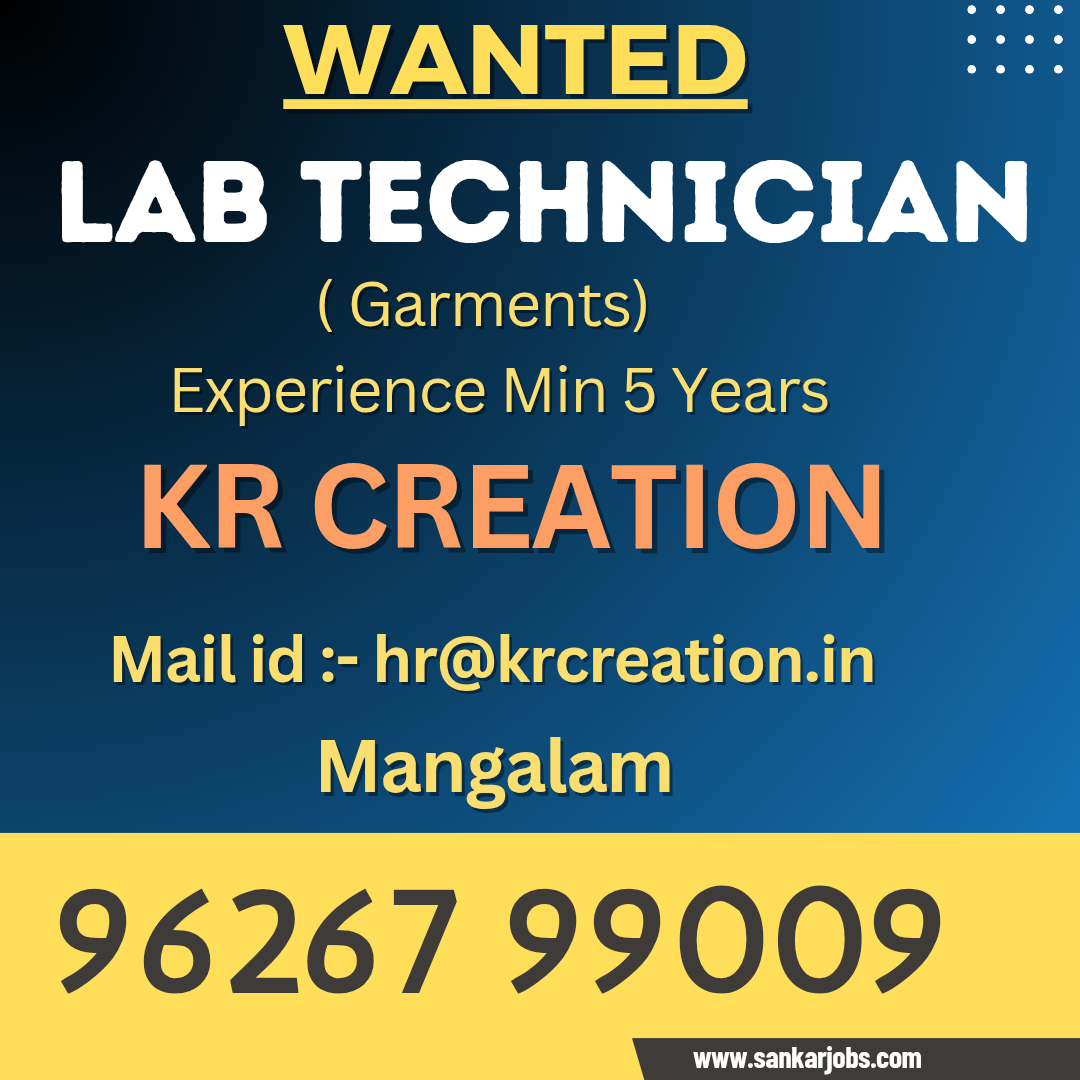 WANTED
LAB TECHNICIAN
( Garments)
Experience Min 5 Years
KR CREATION
Mail id :- hr@krcreation.in
Mangalam
96267 99009
www.sankarjobs.com